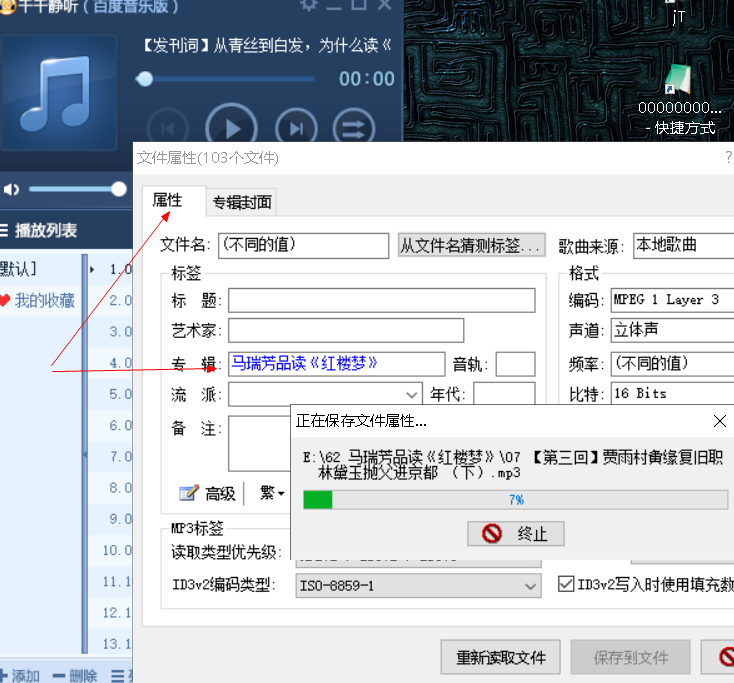 千千静听（百度音乐版）
【发刊词】从青丝到白发，为什么读《
00:00
jT
00000000...
- 快捷方式
文件属性(103个文件)
?
属性
专辑封面
播放列表
文件名:
(不同的值)
从文件名猜测标签...
歌曲来源:
本地歌曲
默认]
1.0
标签
格式
我的收藏
2.0
标 题:
编码:
MPEG 1 Layer 3
3.0
艺术家:
声道:
立体声
4.0
专 辑:
马瑞芳品读《红楼梦》
音轨:
频率:
(不同的值)
5.0
流 派:
年代:
比特:
16 Bits
6.0
备 注:
正在保存文件属性...
7.0
E:\62 马瑞芳品读《红楼梦》\07 【第三回】贾雨村夤缘复旧职
林黛玉抛父进京都 （下）.mp3
8.0
高级
繁
7%
9.0
MP3标签
终止
10.0
读取类型优先级:
11.1
ID3v2编码类型:
ISO-8859-1
ID3v2写入时使用填充数
12.1
13.1
重新读取文件
保存到文件
添加
删除